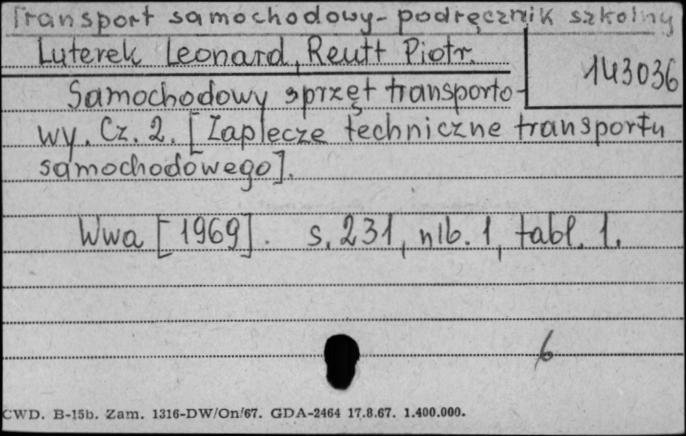 Transport samochodowy - podręcznik szkolny
Luterek Leonard, Reutt Piotr.
143036
Samochodowy sprzęt transporto-
wy. Cz. 2. [Zaplecze techniczne transportu
samochodowego].
Wwa [1969]. s. 231, nlb. 1, tabl. 1.
6
CWD. B-15b. Zam. 1316-DW/On/67. GDA-2464 17.8.67. 1.400.000.